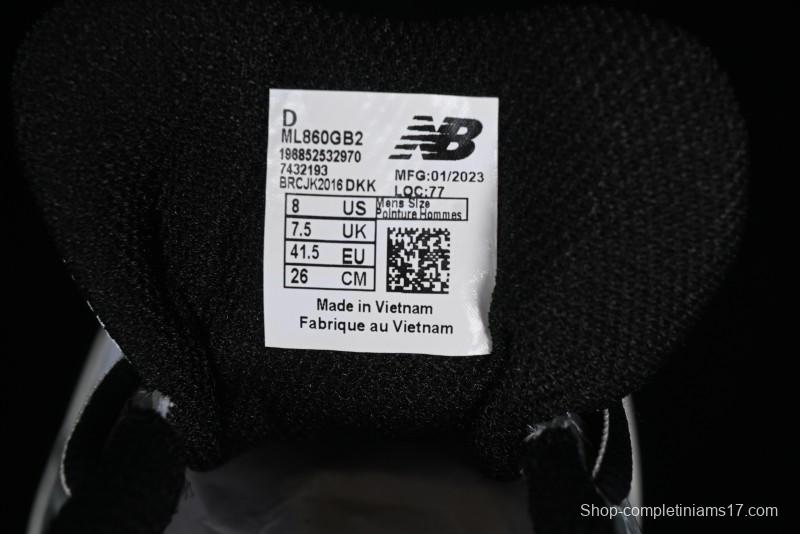 D
ML860GB2
196852532970
7432193
BRCJK2016 DKK
NB
MFG:01/2023
LOC:77
8 US
Mens Size
Pointure Hommes
7.5 UK
41.5 EU
26 CM
Made in Vietnam
Fabrique au Vietnam
Shop-completiniams17.com